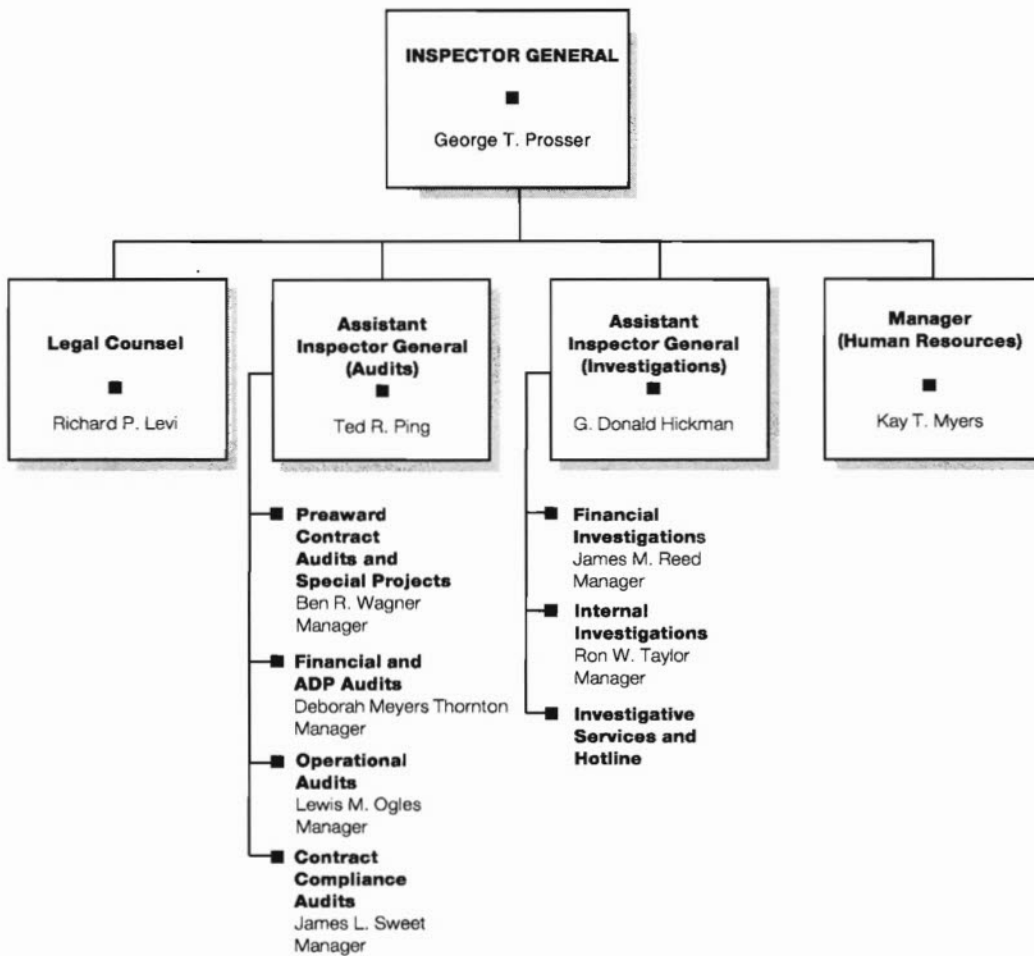 INSPECTOR GENERAL
George T. Prosser
Legal Counsel
Richard P. Levi
Assistant
Inspector General
(Audits)
Ted R. Ping
Assistant
Inspector General
(Investigations)
G. Donald Hickman
Manager
(Human Resources)
Kay T. Myers
Preaward
Contract
Audits and
Special Projects
Ben R. Wagner
Manager
Financial and
ADP Audits
Deborah Meyers Thornton
Manager
Operational
Audits
Lewis M. Ogles
Manager
Contract
Compliance
Audits
James L. Sweet
Manager
Financial
Investigations
James M. Reed
Manager
Internal
Investigations
Ron W. Taylor
Manager
Investigative
Services and
Hotline